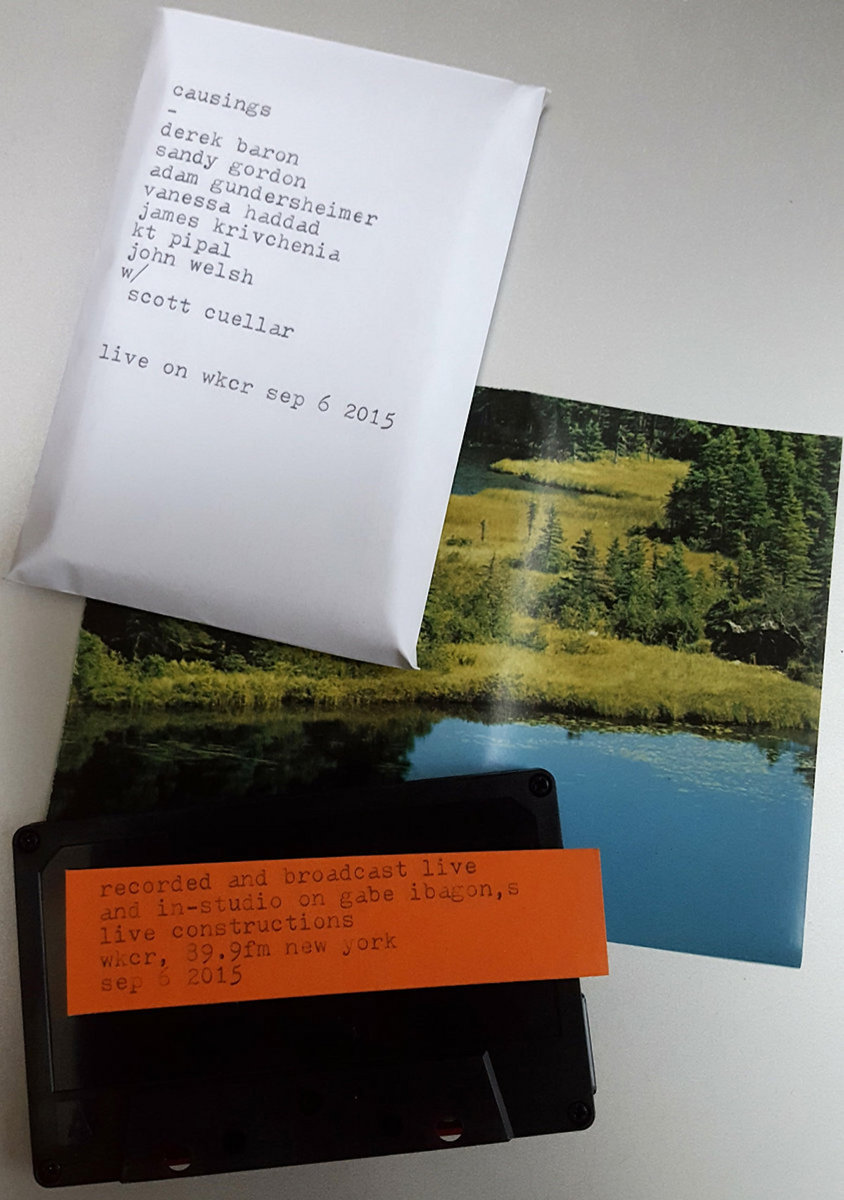 causings
-
derek baron
sandy gordon
adam gundersheimer
vanessa haddad
james krivchenia
kt pipal
john welsh
w/
scott cuellar
live on wkcr sep 6 2015
recorded and broadcast live
and in-studio on gabe ibagon,s
live constructions
wkcr, 89.9fm new york
sep 6 2015